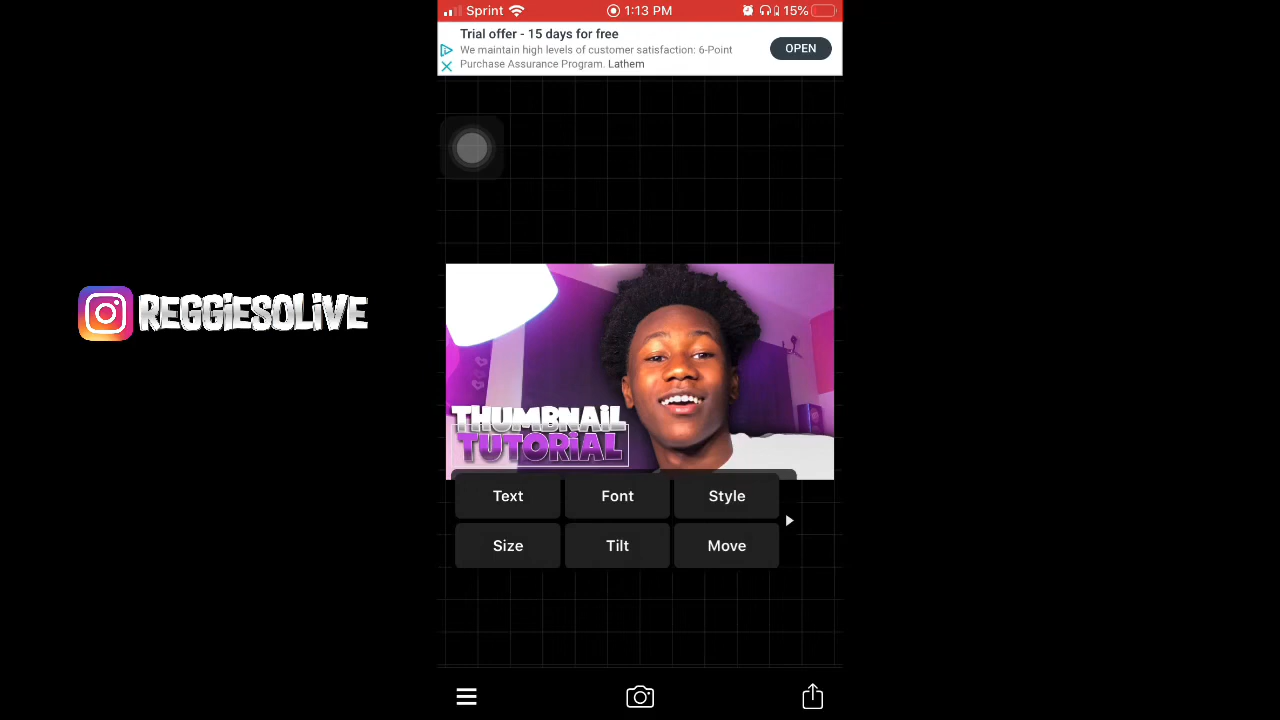 Sprint 1:13 PM 15%
Trial offer - 15 days for free
We maintain high levels of customer satisfaction: 6-Point
Purchase Assurance Program. Lathem
OPEN
REGGiESOLiVE
THUMBNAiL
TUTORiAL
Text Font Style
Size Tilt Move